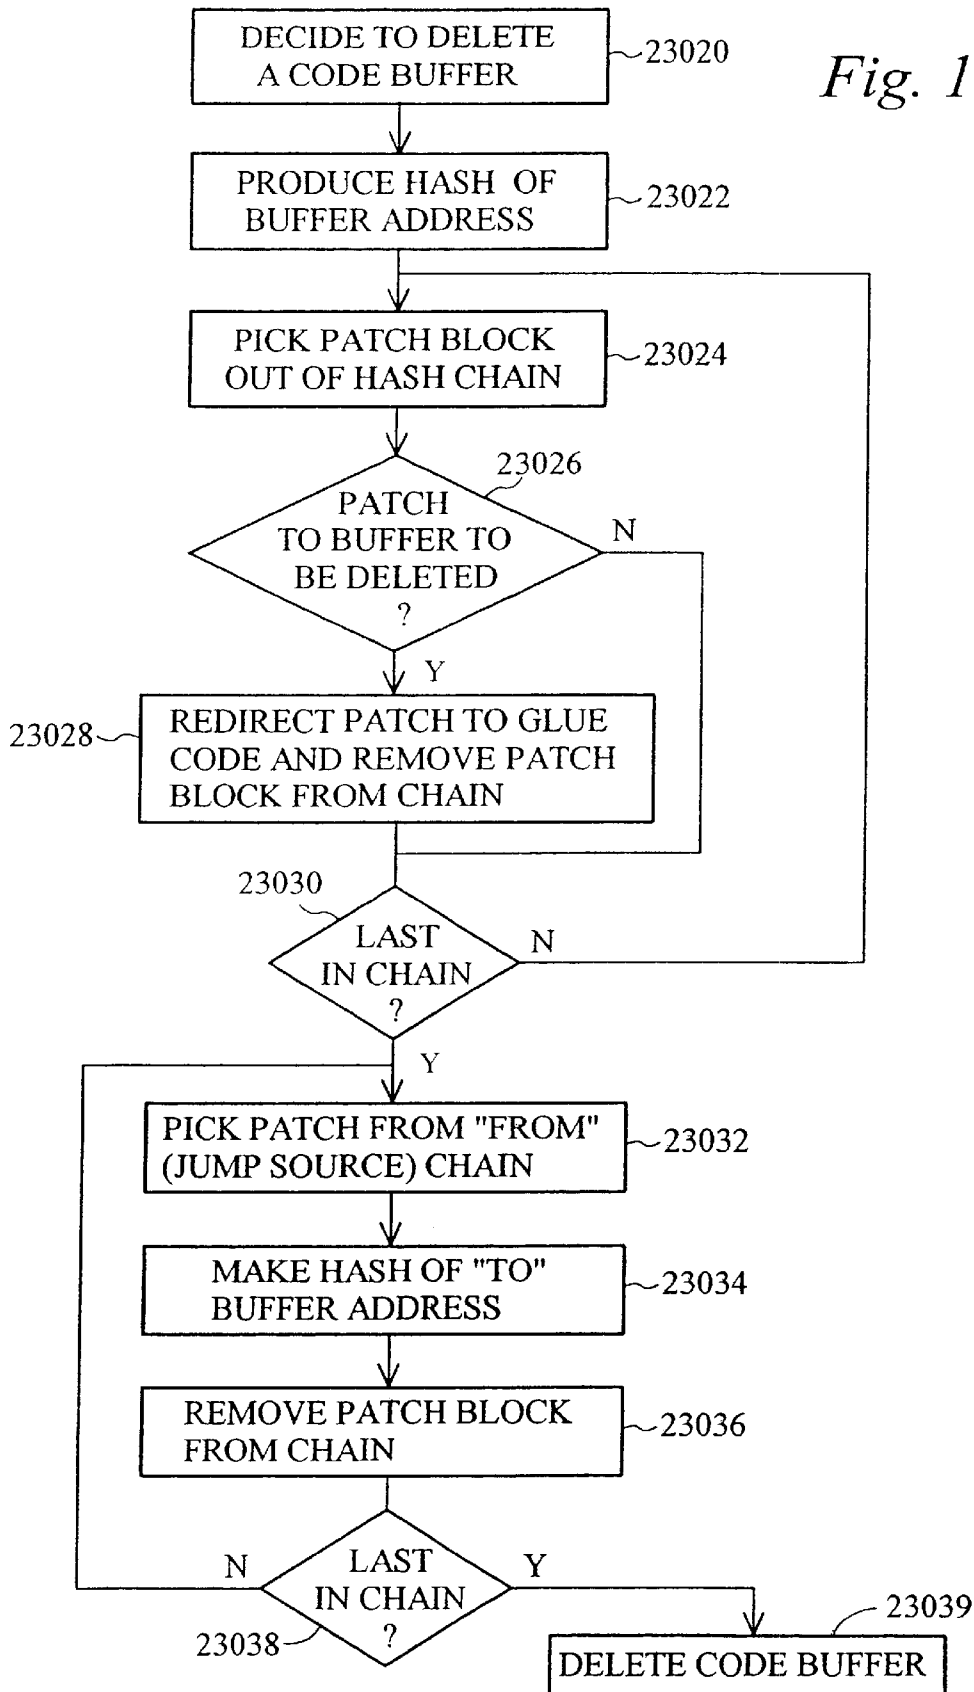 DECIDE TO DELETE
A CODE BUFFER
23020
Fig. 1
PRODUCE HASH OF
BUFFER ADDRESS
23022
PICK PATCH BLOCK
OUT OF HASH CHAIN
23024
23026
PATCH
TO BUFFER TO
BE DELETED
?
N
Y
23028
REDIRECT PATCH TO GLUE
CODE AND REMOVE PATCH
BLOCK FROM CHAIN
23030
LAST
IN CHAIN
?
N
Y
PICK PATCH FROM "FROM"
(JUMP SOURCE) CHAIN
23032
MAKE HASH OF "TO"
BUFFER ADDRESS
23034
REMOVE PATCH BLOCK
FROM CHAIN
23036
N
LAST
IN CHAIN
?
Y
23038
23039
DELETE CODE BUFFER